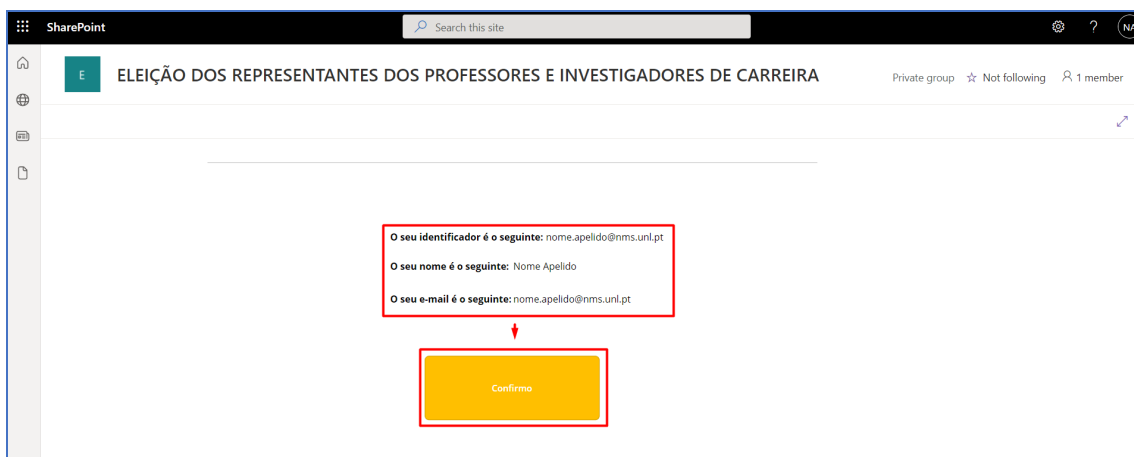 SharePoint
Search this site
?
NA
E
ELEIÇÃO DOS REPRESENTANTES DOS PROFESSORES E INVESTIGADORES DE CARREIRA
Private group ☆ Not following 1 member
O seu identificador é o seguinte: nome.apelido@nms.unl.pt
O seu nome é o seguinte: Nome Apelido
O seu e-mail é o seguinte: nome.apelido@nms.unl.pt
Confirmo